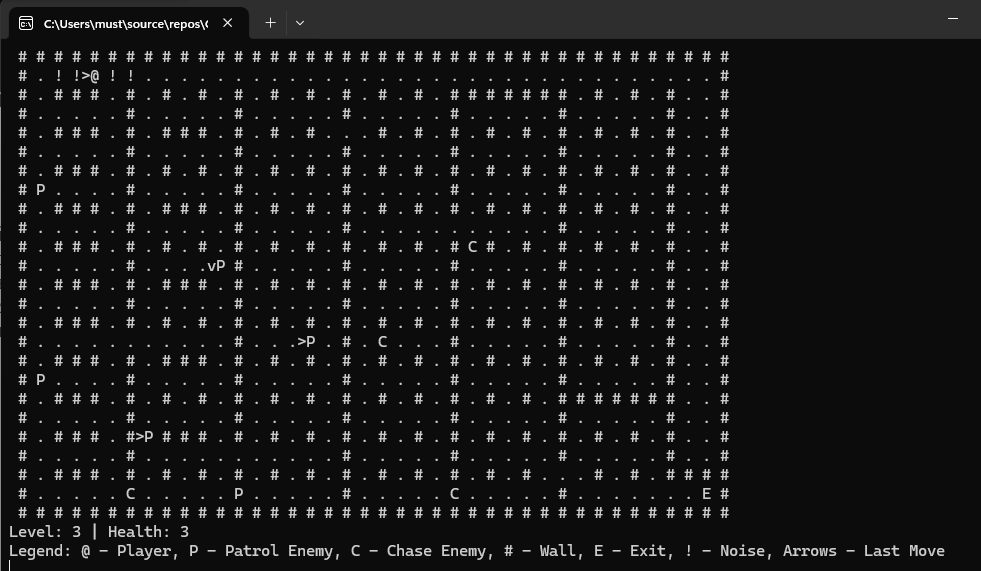 C:\Users\must\source\repos\C
# # # # # # # # # # # # # # # # # # # # # # # # # # # # # # # # # # # # # # # #
# . ! !>@ ! ! . . . . . . . . . . . . . . . . . . . . . . . . . . . . . . . . #
# . # # # . # . # . # . # . # . # . # . # . # . # # # # # # # . # . # . # . . #
# . . . . . # . . . . . # . . . . . # . . . . . # . . . . . # . . . . . # . . #
# . # # # . # . # # # . # . # . # . . . # . # . # . # . # . # . # . # . # . . #
# . . . . . # . . . . . . . . . . . # . . . . . # . . . . . # . . . . . # . . #
# . # # # . # . # . # . # . # . # . # . # . # . # . # . # . # . # . # . # . . #
# P . . . . # . . . . . # . . . . . # . . . . . # . . . . . # . . . . . # . . #
# . # # # . # . # # # . # . # . # . # . # . # . # . # . # . # . # . # . # . . #
# . . . . . . . . . . . # . . . . . # . . . . . # . . . . . # . . . . . # . . #
# . # # # . # . # . # . # . # . # . # . # . # . # C # . # . # . # . # . # . . #
# . . . . . # . . . .vP # . . . . . # . . . . . # . . . . . # . . . . . # . . #
# . # # # . # . # # # . # . # . # . # . # . # . # . # . # . # . # . # . # . . #
# . . . . . # . . . . . # . . . . . # . . . . . # . . . . . # . . . . . # . . #
# . # # # . # . # . # . # . # . # . # . # . # . # . # . # . # . # . # . # . . #
# . . . . . . . . . . . # . . .>P . # . C . . . # . . . . . # . . . . . # . . #
# . # # # . # . # # # . # . # . # . # . # . # . # . # . # . # . # . # . # . . #
# P . . . . # . . . . . # . . . . . # . . . . . # . . . . . # . . . . . # . . #
# . # # # . # . # . # . # . # . # . # . # . # . # . # . # . # # # # # # # . . #
# . . . . . # . . . . . # . . . . . # . . . . . # . . . . . # . . . . . # . . #
# . # # # . #>P # # # . # . # . # . # . # . # . # . # . # . # . # . # . # . . #
# . . . . . # . . . . . . . . . . . # . . . . . # . . . . . # . . . . . # . . #
# . # # # . # . # . # . # . # . # . # . # . # . # . # . # . . . # . # . # # # #
# . . . . . C . . . . . P . . . . . # . . . . . C . . . . . # . . . . . . . E #
# # # # # # # # # # # # # # # # # # # # # # # # # # # # # # # # # # # # # # # #
Level: 3 | Health: 3
Legend: @ - Player, P - Patrol Enemy, C - Chase Enemy, # - Wall, E - Exit, ! - Noise, Arrows - Last Move